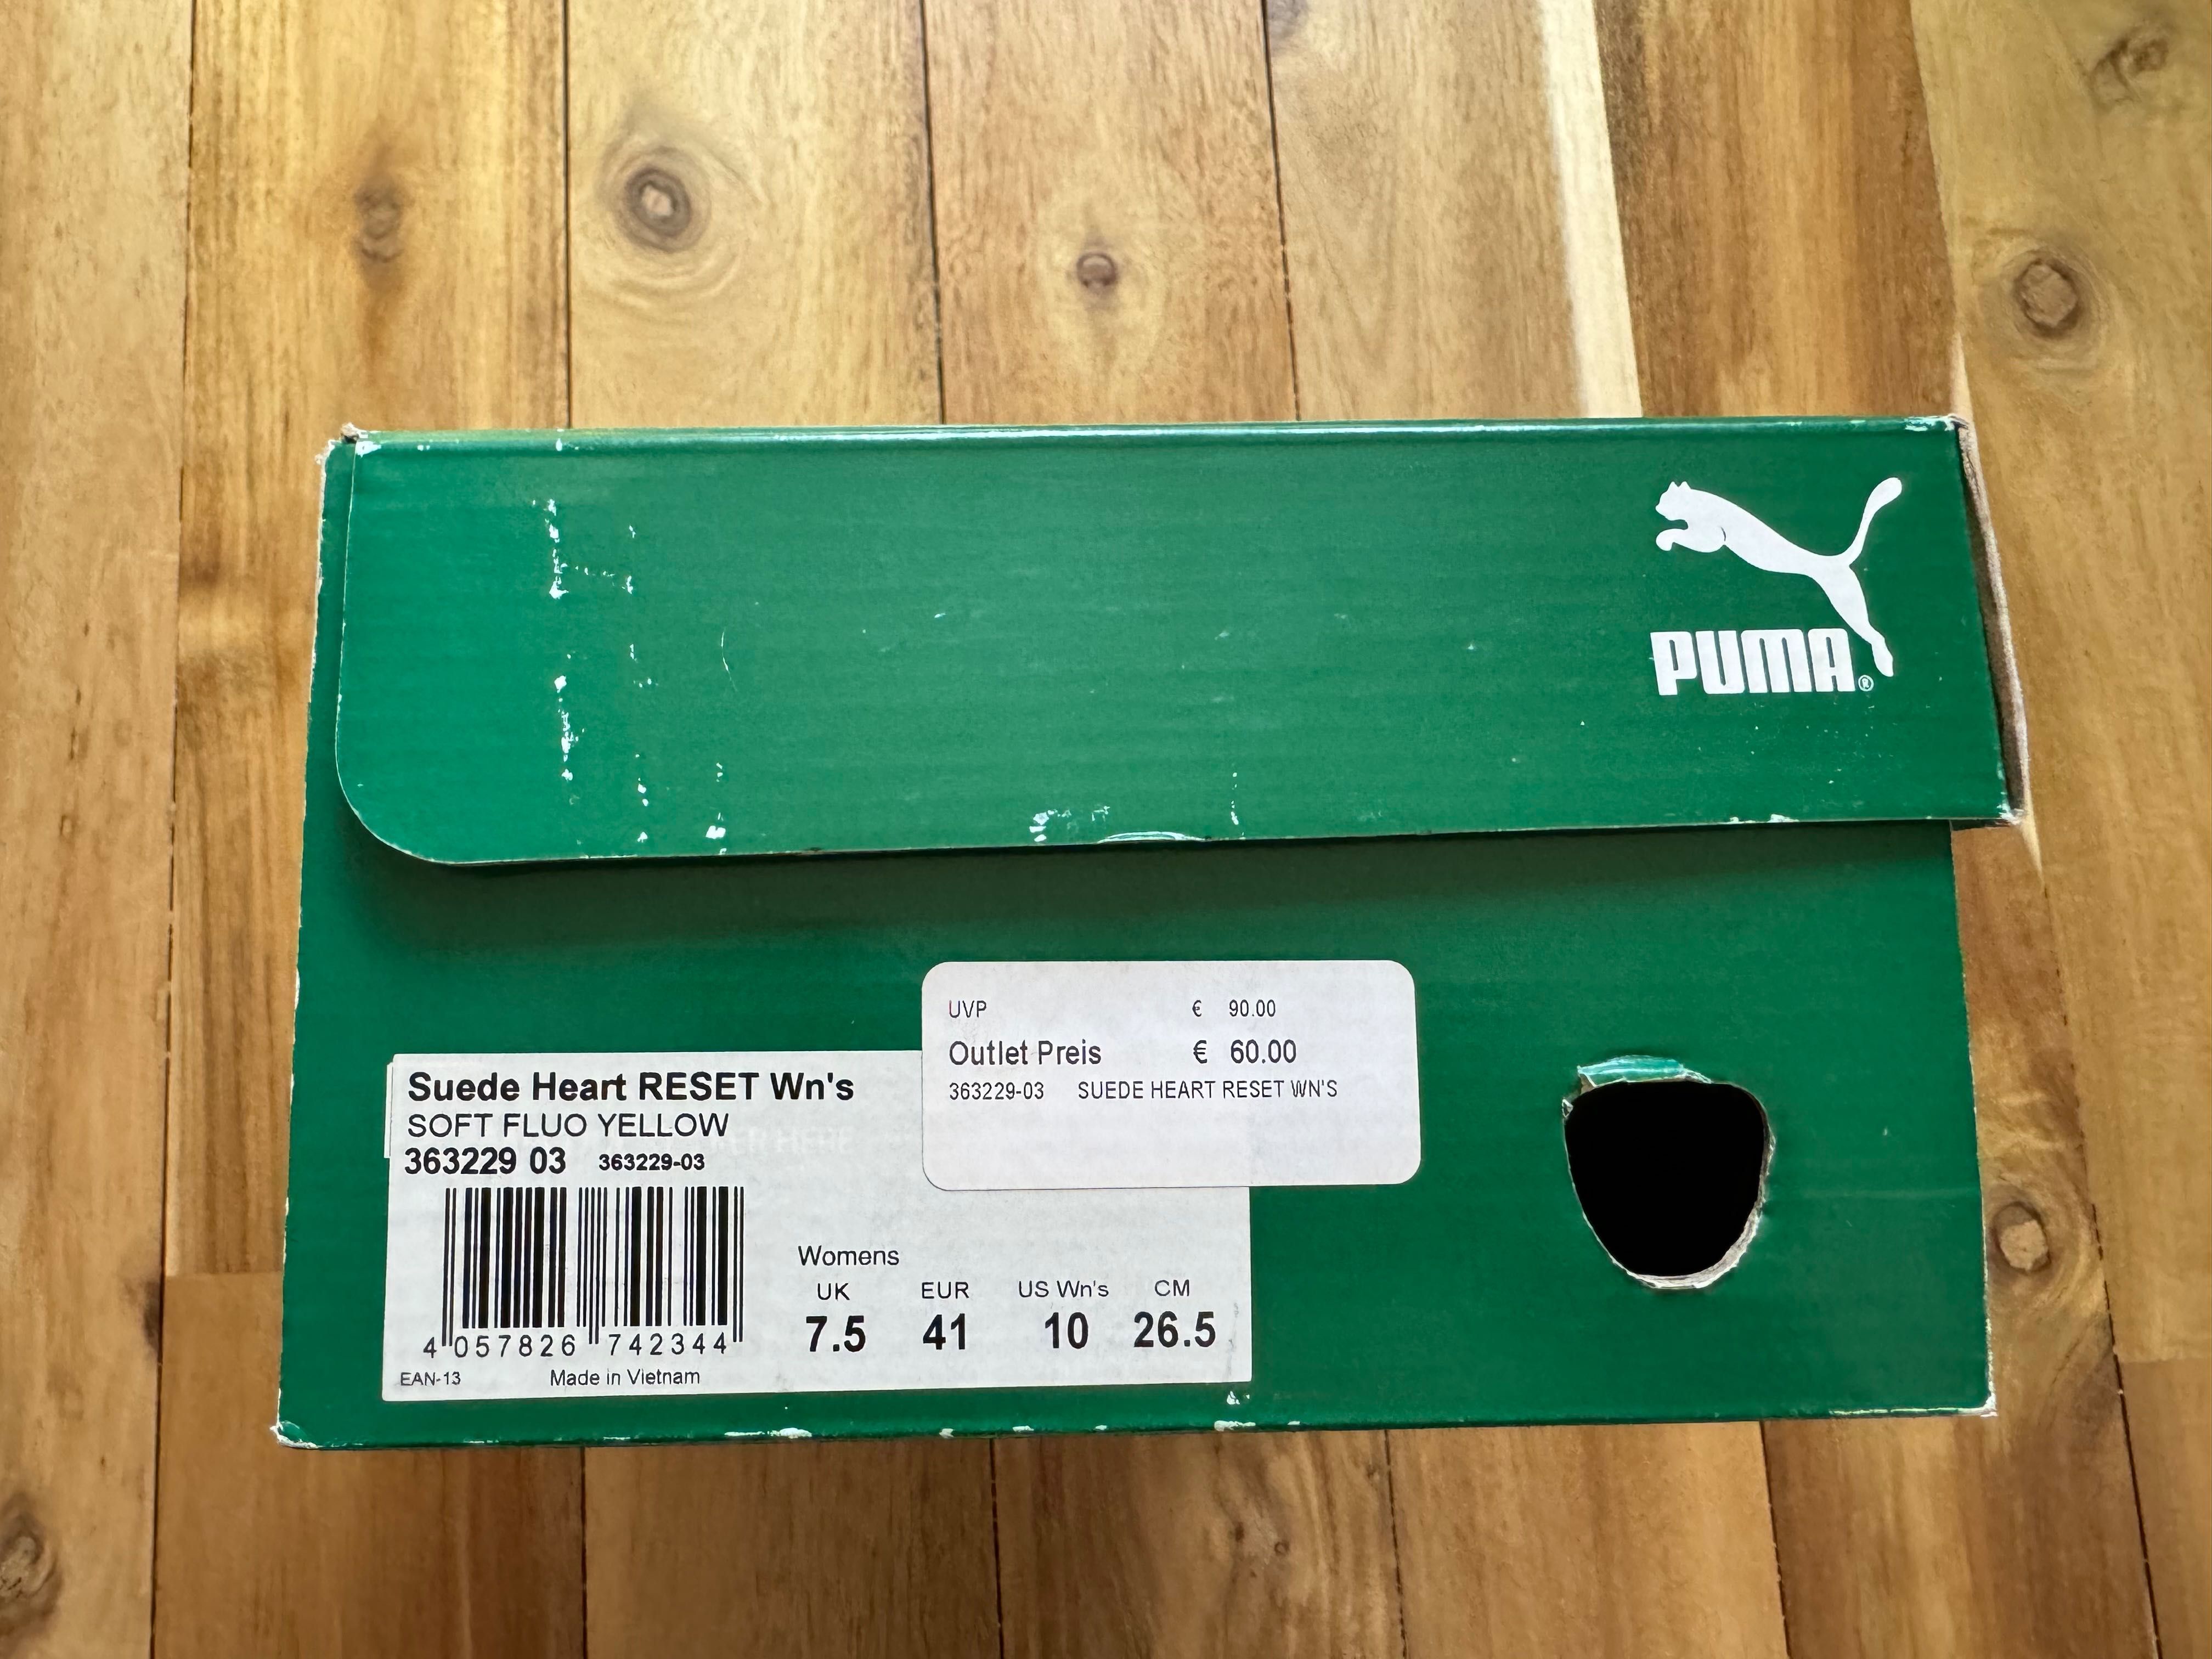 PUMA®
UVP € 90.00
Outlet Preis € 60.00
363229-03 SUEDE HEART RESET WN'S
Suede Heart RESET Wn's
SOFT FLUO YELLOW
363229 03 363229-03
4 057826 742344
EAN-13 Made in Vietnam
Womens
UK EUR US Wn's CM
7.5 41 10 26.5